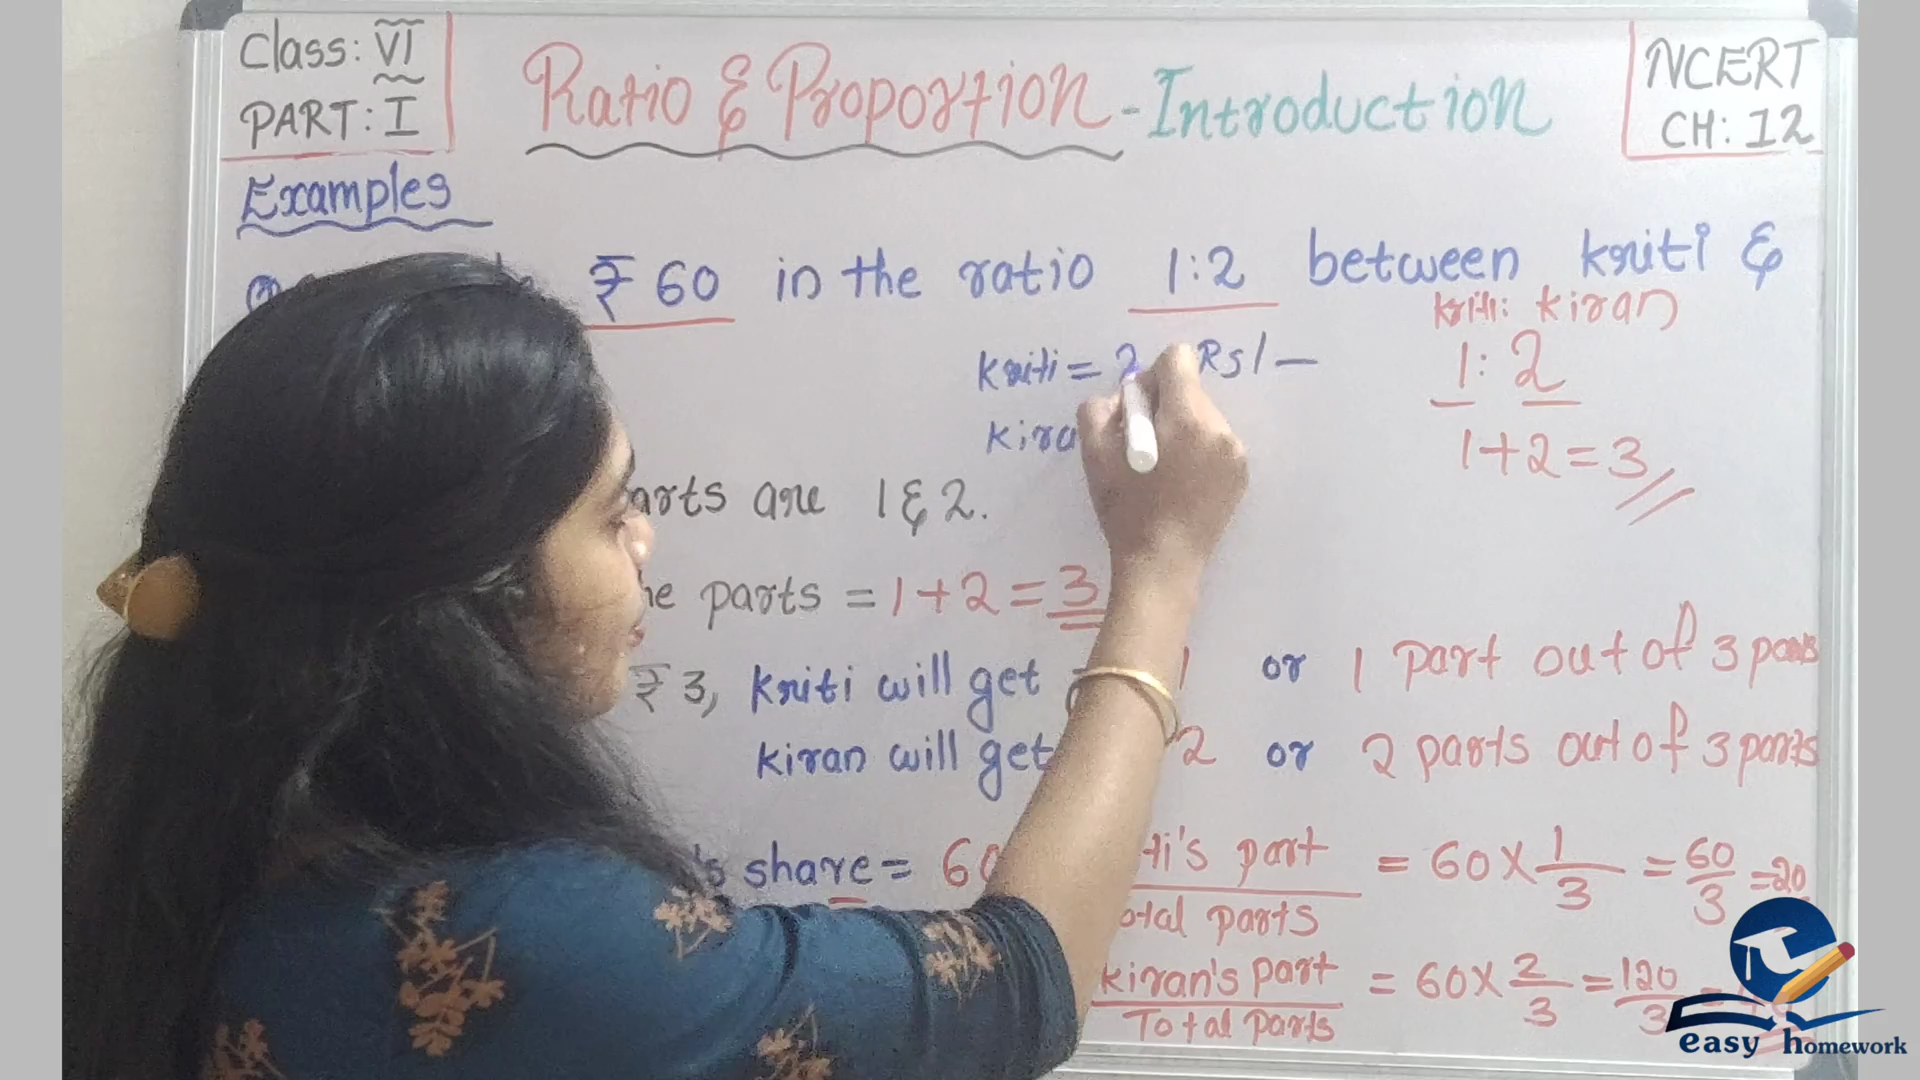 Class: VI
PART: I
Ratio & Proportion - Introduction
NCERT
CH: 12
Examples
₹ 60 in the ratio 1:2 between Kriti &
Kriti: Kiran
Kriti = 2 Rs/-
1: 2
1+2=3
parts are 1 & 2.
parts = 1+2=3
₹ 3, Kriti will get 1 or 1 part out of 3 parts
Kiran will get 2 or 2 parts out of 3 parts
share = 60 part = 60 × 1/3 = 60/3 = 20
Total parts
Kiran's part = 60 × 2/3 = 120/3 =
Total parts
easy homework